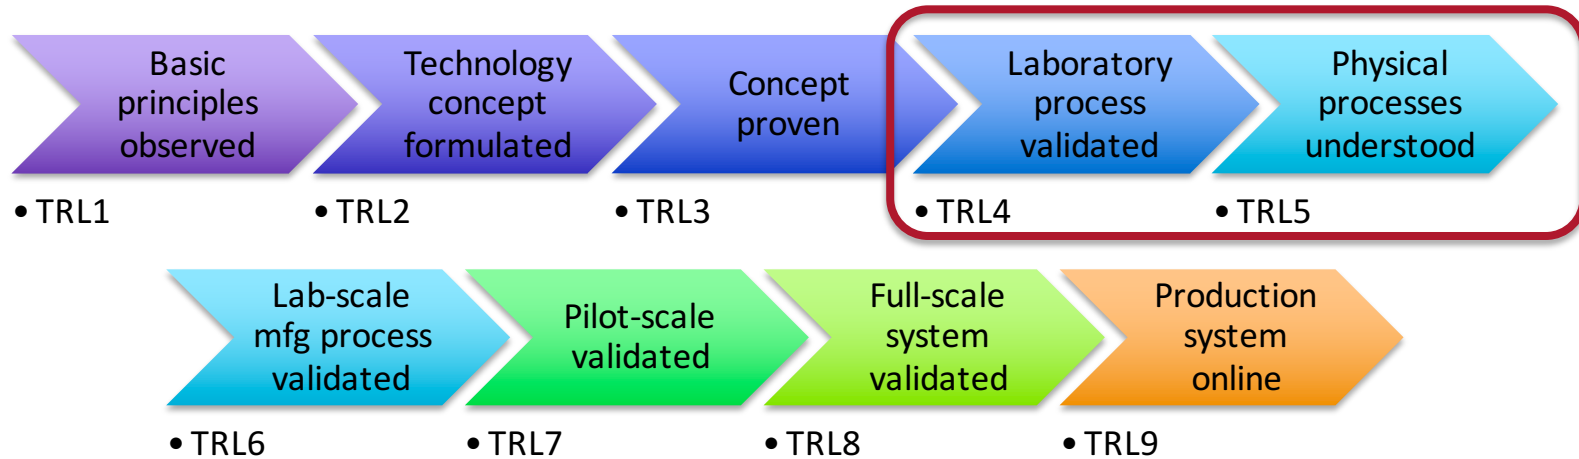 Basic
principles
observed
Technology
concept
formulated
Concept
proven
Laboratory
process
validated
Physical
processes
understood
• TRL1
• TRL2
• TRL3
• TRL4
• TRL5
Lab-scale
mfg process
validated
Pilot-scale
validated
Full-scale
system
validated
Production
system
online
• TRL6
• TRL7
• TRL8
• TRL9